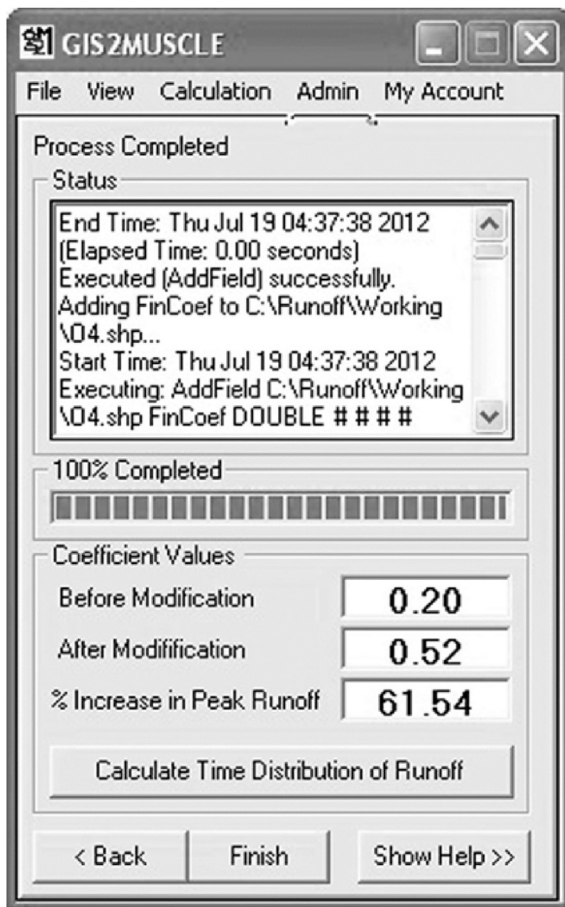 GIS2MUSCLE
File View Calculation Admin My Account
Process Completed
Status
End Time: Thu Jul 19 04:37:38 2012
(Elapsed Time: 0.00 seconds)
Executed (AddField) successfully.
Adding FinCoef to C:\Runoff\Working
\O4.shp...
Start Time: Thu Jul 19 04:37:38 2012
Executing: AddField C:\Runoff\Working
\O4.shp FinCoef DOUBLE # # # #
100% Completed
Coefficient Values
Before Modification 0.20
After Modifification 0.52
% Increase in Peak Runoff 61.54
Calculate Time Distribution of Runoff
< Back Finish Show Help >>